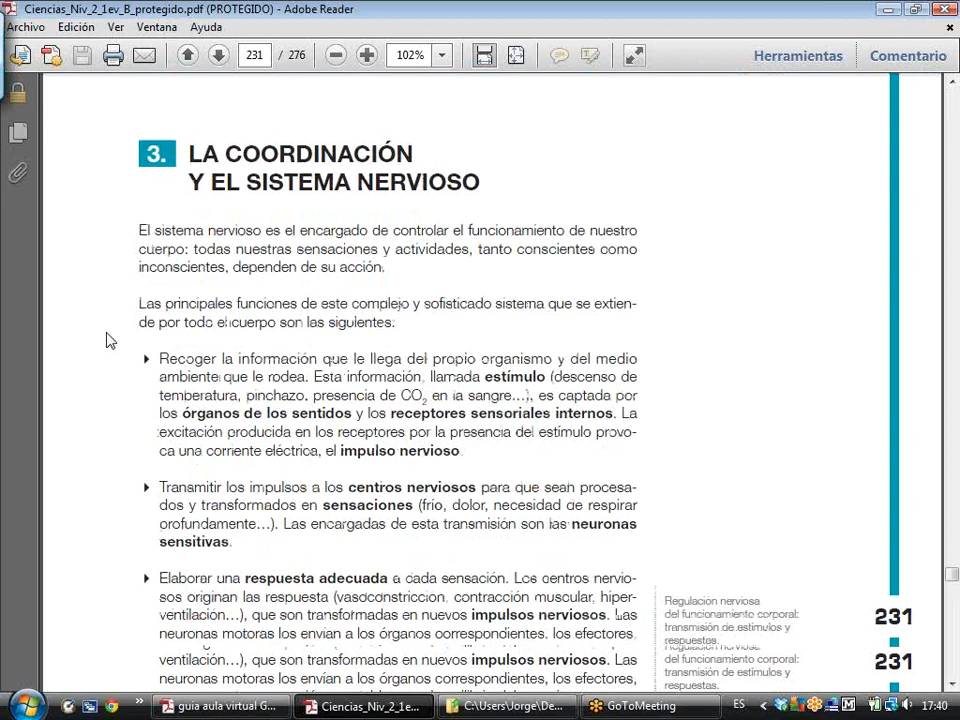 Ciencias_Niv_2_1ev_B_protegido.pdf (PROTEGIDO) - Adobe Reader
Archivo Edición Ver Ventana Ayuda
231 / 276 102% Herramientas Comentario
3. LA COORDINACIÓN
Y EL SISTEMA NERVIOSO
El sistema nervioso es el encargado de controlar el funcionamiento de nuestro
cuerpo: todas nuestras sensaciones y actividades, tanto conscientes como
inconscientes, dependen de su acción.
Las principales funciones de este complejo y sofisticado sistema que se extien-
de por todo el cuerpo son las siguientes:
Recoger la información que le llega del propio organismo y del medio
ambiente que le rodea. Esta información, llamada estímulo (descenso de
temperatura, pinchazo, presencia de CO2 en la sangre…), es captada por
los órganos de los sentidos y los receptores sensoriales internos. La
excitación producida en los receptores por la presencia del estímulo provo-
ca una corriente eléctrica, el impulso nervioso.
Transmitir los impulsos a los centros nerviosos para que sean procesa-
dos y transformados en sensaciones (frío, dolor, necesidad de respirar
profundamente…). Las encargadas de esta transmisión son las neuronas
sensitivas.
Elaborar una respuesta adecuada a cada sensación. Los centros nervio-
sos originan las respuesta (vasoconstriccion, contracción muscular, hiper-
ventilación…), que son transformadas en nuevos impulsos nerviosos. Las
neuronas motoras los envían a los órganos correspondientes, los efectores,
ventilación…), que son transformadas en nuevos impulsos nerviosos. Las
neuronas motoras los envían a los órganos correspondientes, los efectores,
Regulación nerviosa
del funcionamiento corporal:
transmisión de estímulos y
respuestas.
231
Regulación nerviosa
del funcionamiento corporal:
transmisión de estímulos y
respuestas.
231
guia aula virtual G... Ciencias_Niv_2_1e... C:\Users\Jorge\De... GoToMeeting ES 17:40